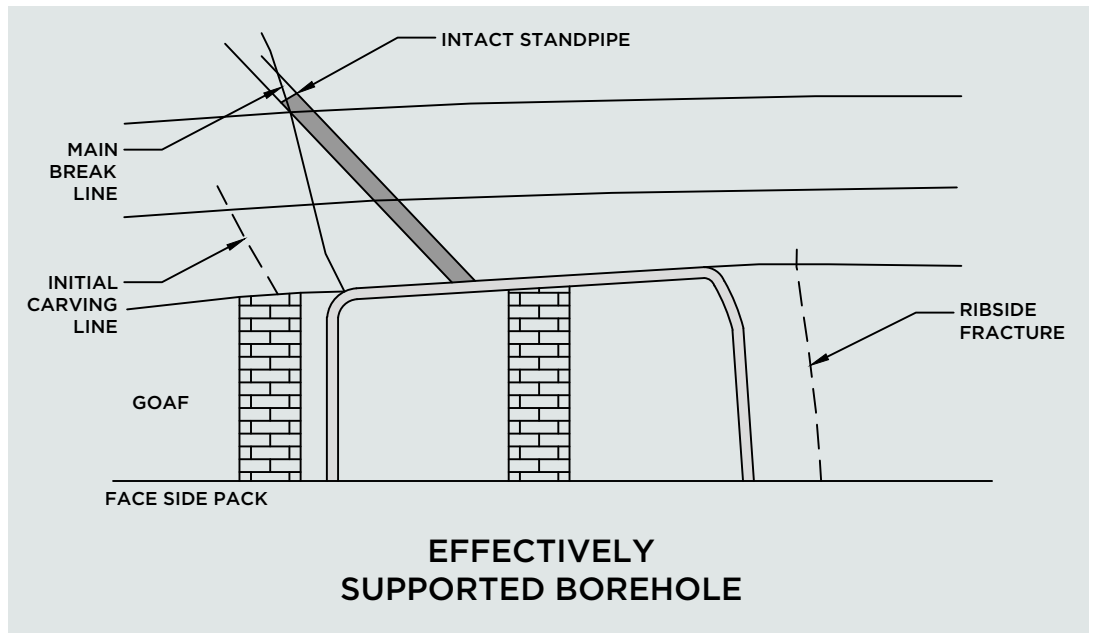 INTACT STANDPIPE
MAIN
BREAK
LINE
INITIAL
CARVING
LINE
RIBSIDE
FRACTURE
GOAF
FACE SIDE PACK
EFFECTIVELY
SUPPORTED BOREHOLE